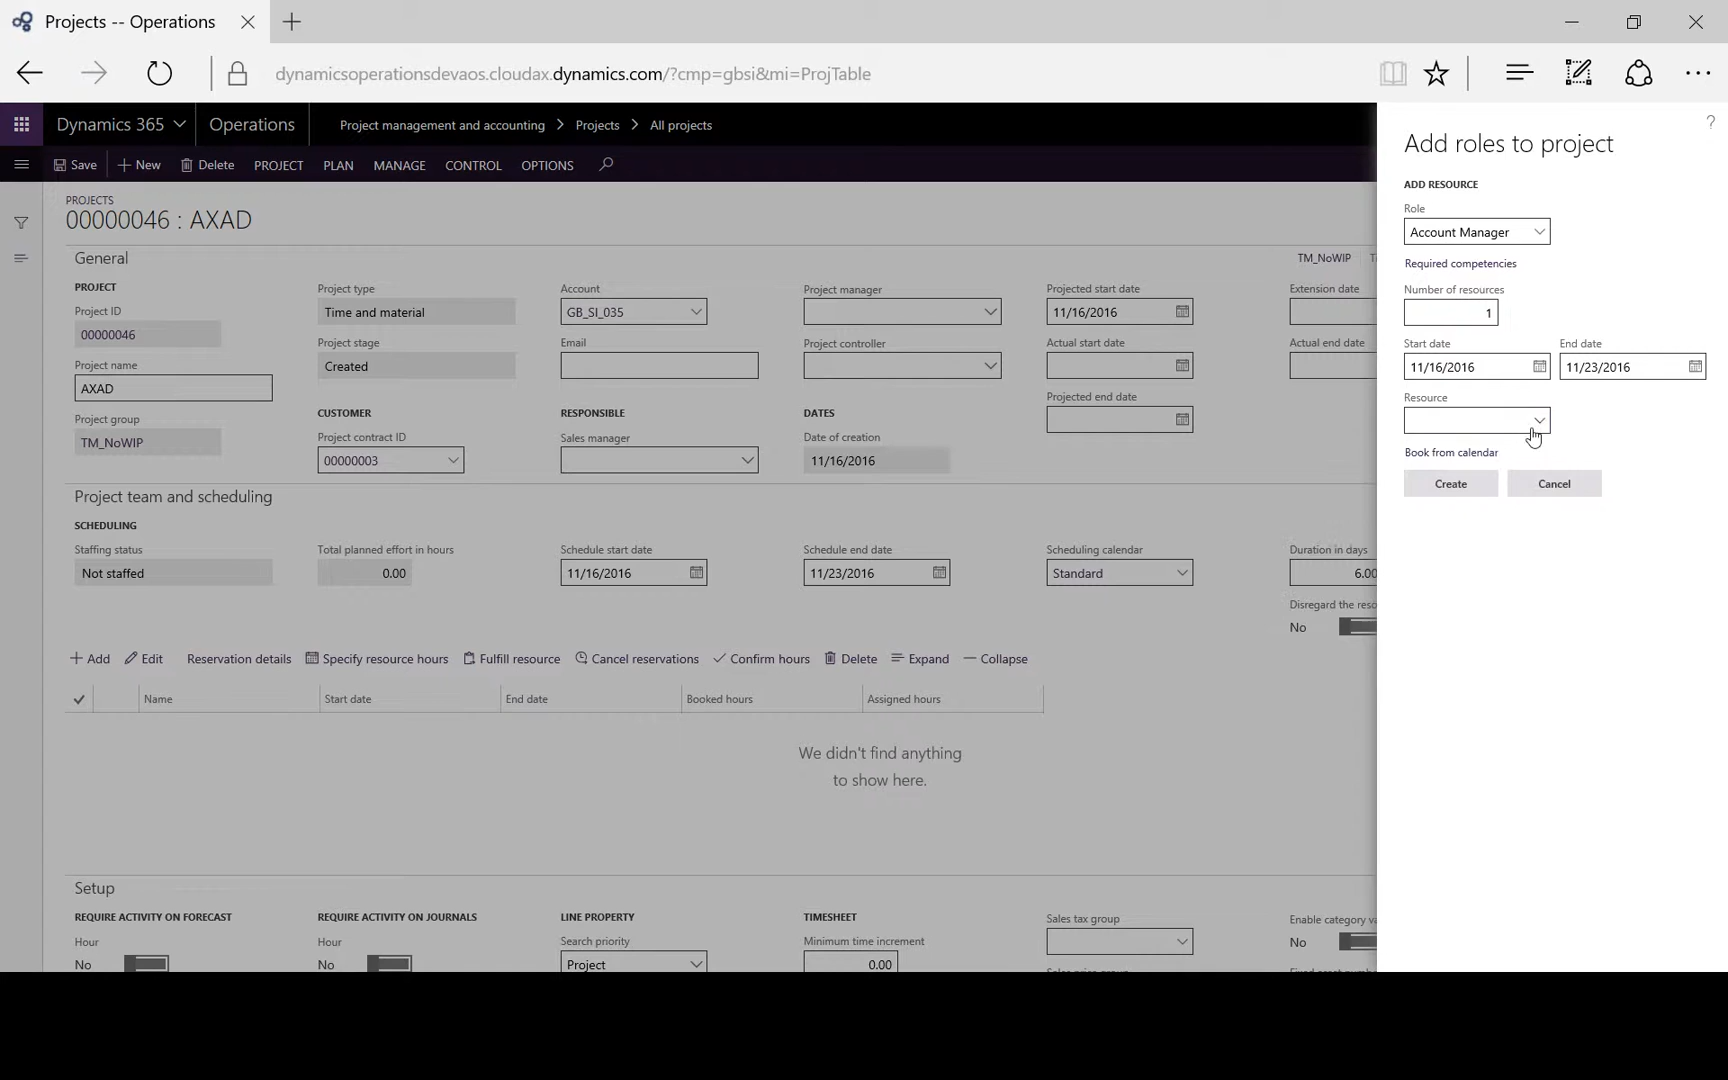 Projects -- Operations
dynamicsoperationsdevaos.cloudax.dynamics.com/?cmp=gbsi&mi=ProjTable
Dynamics 365 Operations Project management and accounting > Projects > All projects
Save New Delete PROJECT PLAN MANAGE CONTROL OPTIONS
PROJECTS
00000046 : AXAD
General TM_NoWIP
PROJECT
Project ID
00000046
Project name
AXAD
Project group
TM_NoWIP
Project type
Time and material
Project stage
Created
CUSTOMER
Project contract ID
00000003
Account
GB_SI_035
Email
RESPONSIBLE
Sales manager
Project manager
Project controller
DATES
Date of creation
11/16/2016
Projected start date
11/16/2016
Actual start date
Projected end date
Extension date
Actual end date
Project team and scheduling
SCHEDULING
Staffing status
Not staffed
Total planned effort in hours
0.00
Schedule start date
11/16/2016
Schedule end date
11/23/2016
Scheduling calendar
Standard
Duration in days
6.00
Disregard the
No
Add Edit Reservation details Specify resource hours Fulfill resource Cancel reservations Confirm hours Delete Expand Collapse
Name Start date End date Booked hours Assigned hours
We didn't find anything
to show here.
Setup
REQUIRE ACTIVITY ON FORECAST
Hour
No
REQUIRE ACTIVITY ON JOURNALS
Hour
No
LINE PROPERTY
Search priority
Project
TIMESHEET
Minimum time increment
0.00
Sales tax group
Enable category
No
?
Add roles to project
ADD RESOURCE
Role
Account Manager
Required competencies
Number of resources
1
Start date End date
11/16/2016 11/23/2016
Resource
Book from calendar
Create Cancel